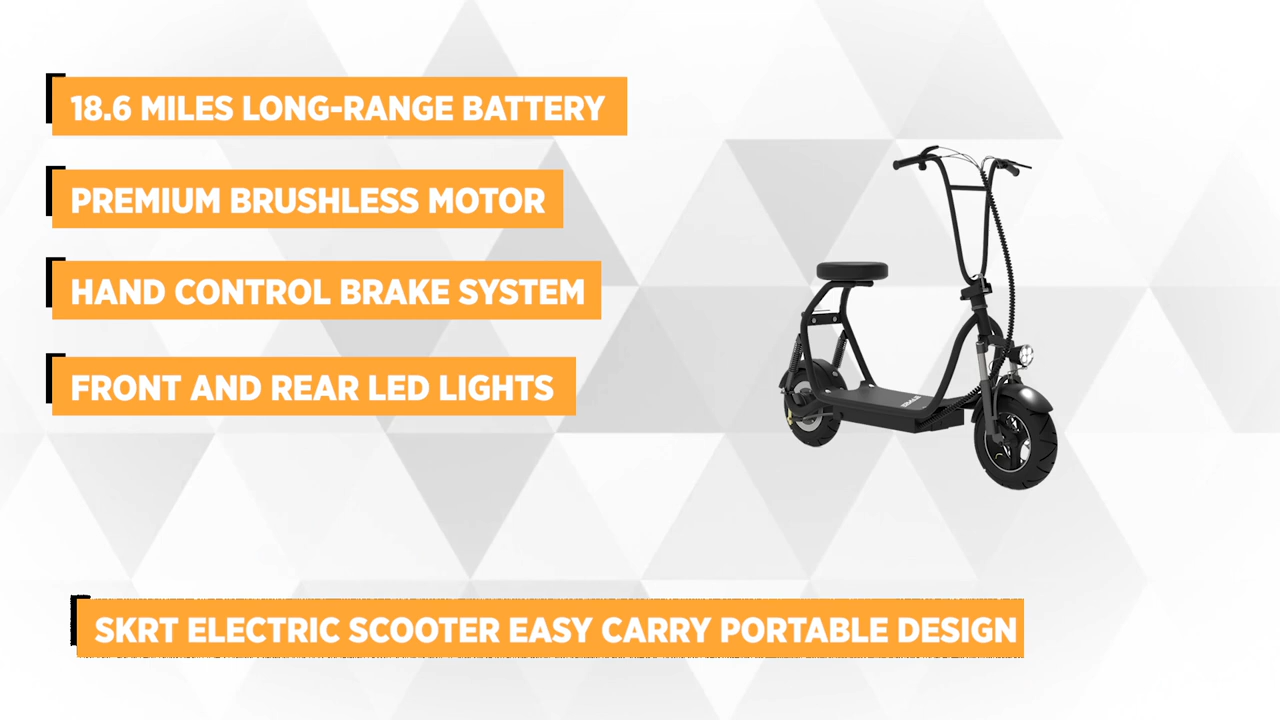 18.6 MILES LONG-RANGE BATTERY
PREMIUM BRUSHLESS MOTOR
HAND CONTROL BRAKE SYSTEM
FRONT AND REAR LED LIGHTS
SKRT ELECTRIC SCOOTER EASY CARRY PORTABLE DESIGN